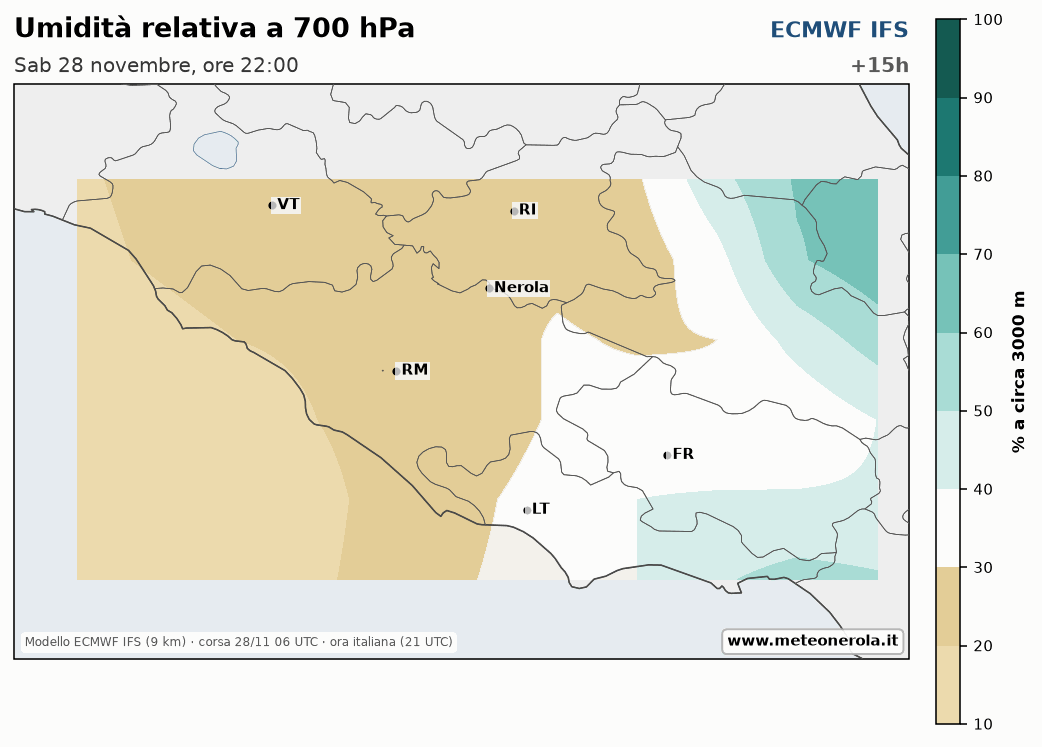 Umidità relativa a 700 hPa
ECMWF IFS
Sab 28 novembre, ore 22:00
+15h
VT
RI
Nerola
RM
FR
LT
Modello ECMWF IFS (9 km) · corsa 28/11 06 UTC · ora italiana (21 UTC)
www.meteonerola.it
100
90
80
70
60
50
40
30
20
10
% a circa 3000 m